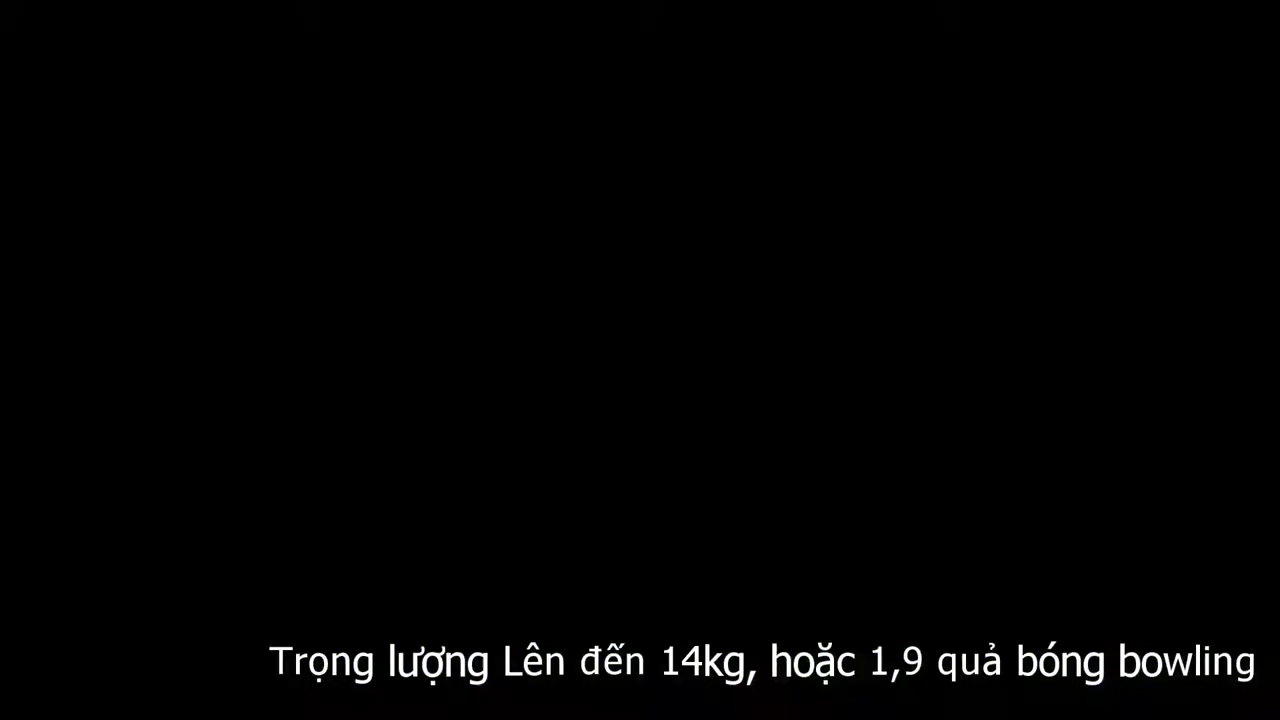 Trọng lượng Lên đến 14kg, hoặc 1,9 quả bóng bowling